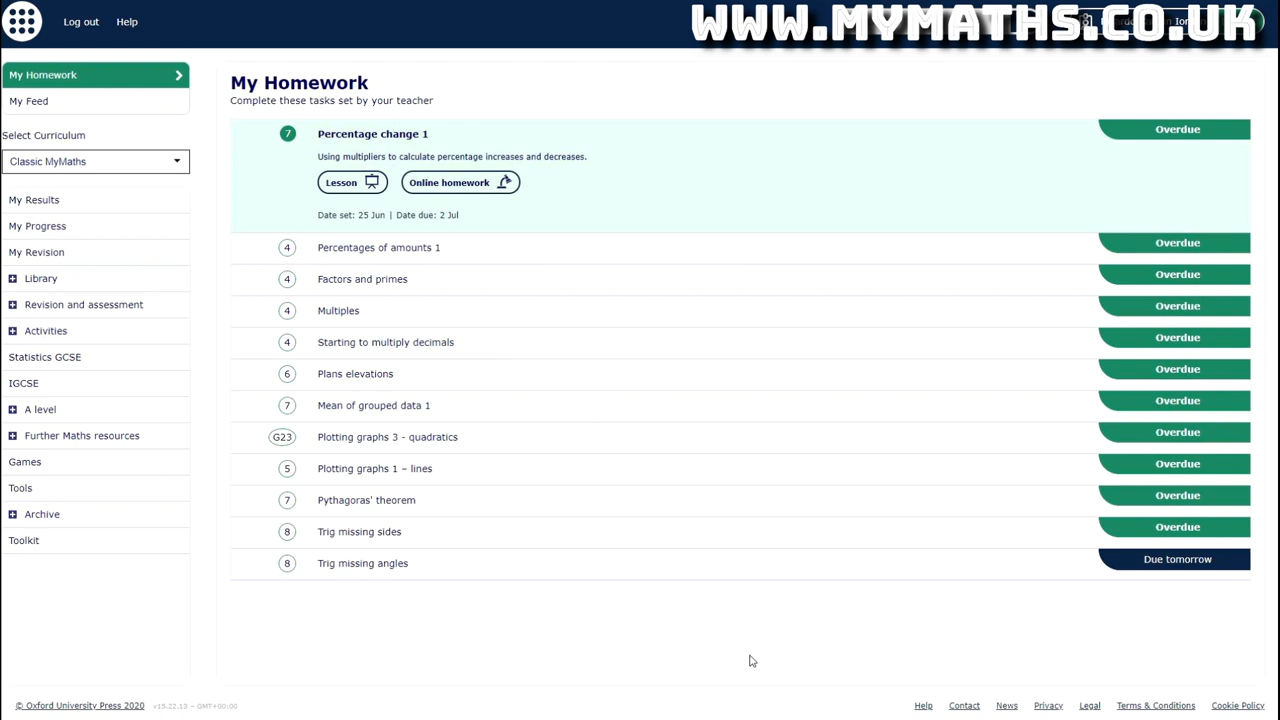 Log out
Help
WWW.MYMATHS.CO.UK
My Homework
My Feed
Select Curriculum
Classic MyMaths
My Results
My Progress
My Revision
Library
Revision and assessment
Activities
Statistics GCSE
IGCSE
A level
Further Maths resources
Games
Tools
Archive
Toolkit
My Homework
Complete these tasks set by your teacher
7 Percentage change 1 Overdue
Using multipliers to calculate percentage increases and decreases.
Lesson Online homework
Date set: 25 Jun | Date due: 2 Jul
4 Percentages of amounts 1 Overdue
4 Factors and primes Overdue
4 Multiples Overdue
4 Starting to multiply decimals Overdue
6 Plans elevations Overdue
7 Mean of grouped data 1 Overdue
G23 Plotting graphs 3 - quadratics Overdue
5 Plotting graphs 1 – lines Overdue
7 Pythagoras' theorem Overdue
8 Trig missing sides Overdue
8 Trig missing angles Due tomorrow
© Oxford University Press 2020 v15.22.13 – GMT+00:00
Help Contact News Privacy Legal Terms & Conditions Cookie Policy